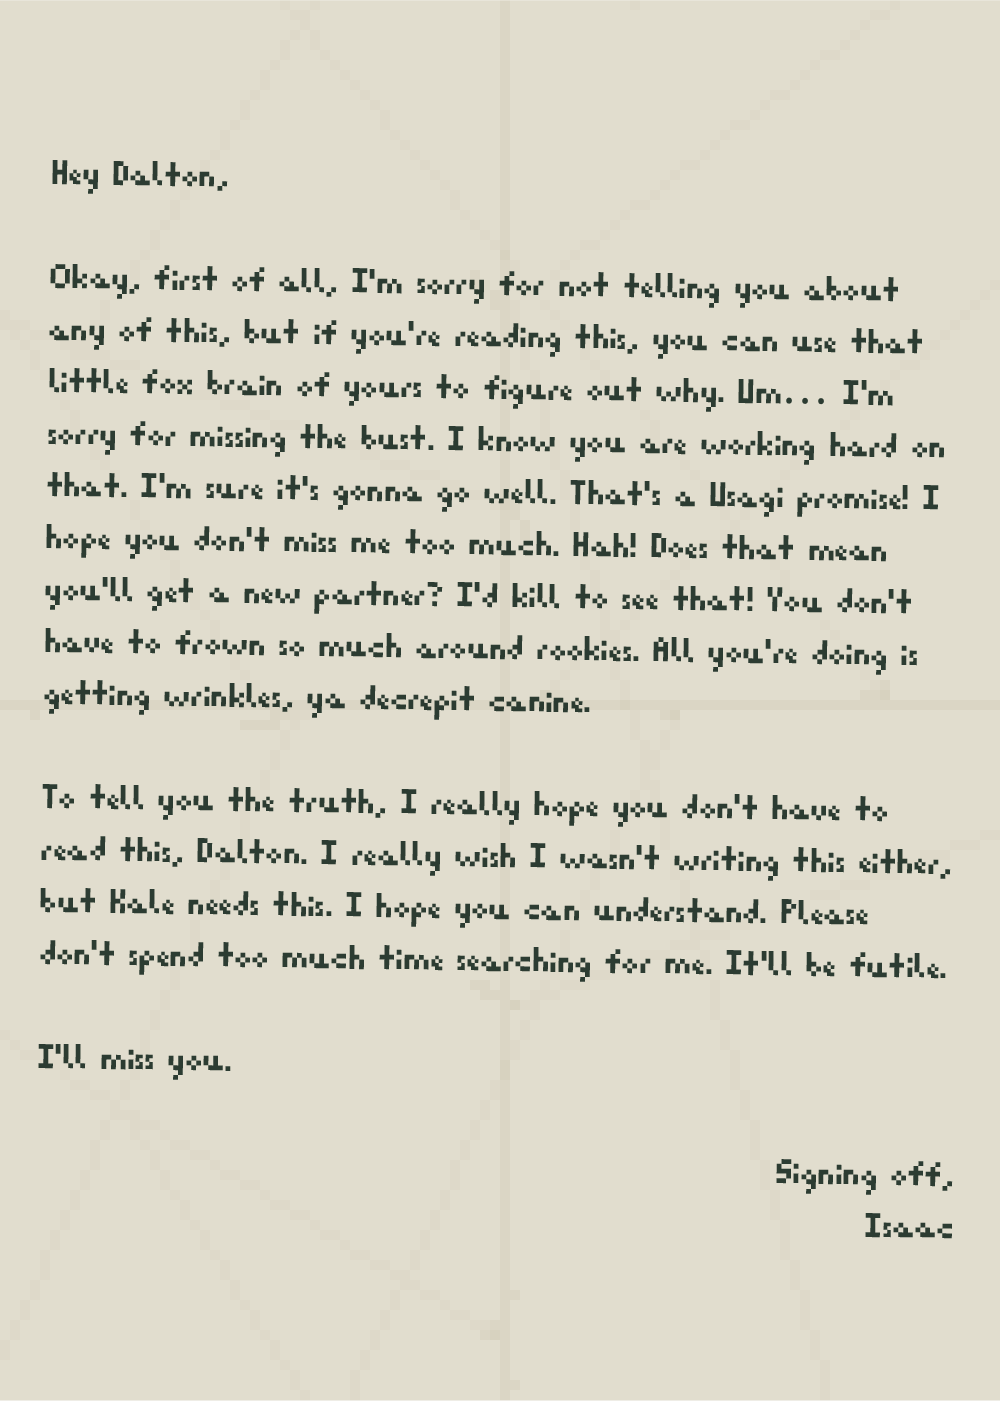 Hey Dalton,
Okay, first of all, I'm sorry for not telling you about
any of this, but if you're reading this, you can use that
little fox brain of yours to figure out why. Um... I'm
sorry for missing the bust. I know you are working hard on
that. I'm sure it's gonna go well. That's a Usagi promise! I
hope you don't miss me too much. Hah! Does that mean
you'll get a new partner? I'd kill to see that! You don't
have to frown so much around rookies. All you're doing is
getting wrinkles, ya decrepit canine.
To tell you the truth, I really hope you don't have to
read this, Dalton. I really wish I wasn't writing this either,
but Kale needs this. I hope you can understand. Please
don't spend too much time searching for me. It'll be futile.
I'll miss you.
Signing off,
Isaac